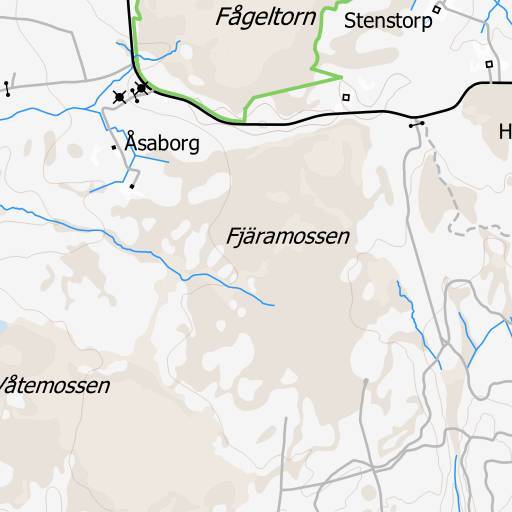 Fågeltorn
Stenstorp
Åsaborg
H
Fjäramossen
Våtemossen